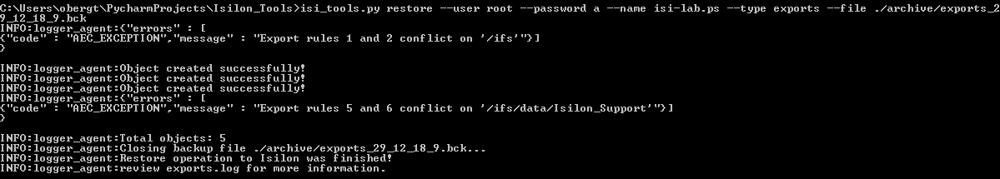 C:\Users\obergt\PycharmProjects\Isilon_Tools>isi_tools.py restore --user root --password a --name isi-lab.ps --type exports --file ./archive/exports_2
9_12_18_9.bck
INFO:logger_agent:{"errors" : [
{"code" : "AEC_EXCEPTION","message" : "Export rules 1 and 2 conflict on '/ifs'"}]
}
INFO:logger_agent:Object created successfully!
INFO:logger_agent:Object created successfully!
INFO:logger_agent:Object created successfully!
INFO:logger_agent:{"errors" : [
{"code" : "AEC_EXCEPTION","message" : "Export rules 5 and 6 conflict on '/ifs/data/Isilon_Support'"}]
}
INFO:logger_agent:Total objects: 5
INFO:logger_agent:Closing backup file ./archive/exports_29_12_18_9.bck...
INFO:logger_agent:Restore operation to Isilon was finished!
INFO:logger_agent:review exports.log for more information.